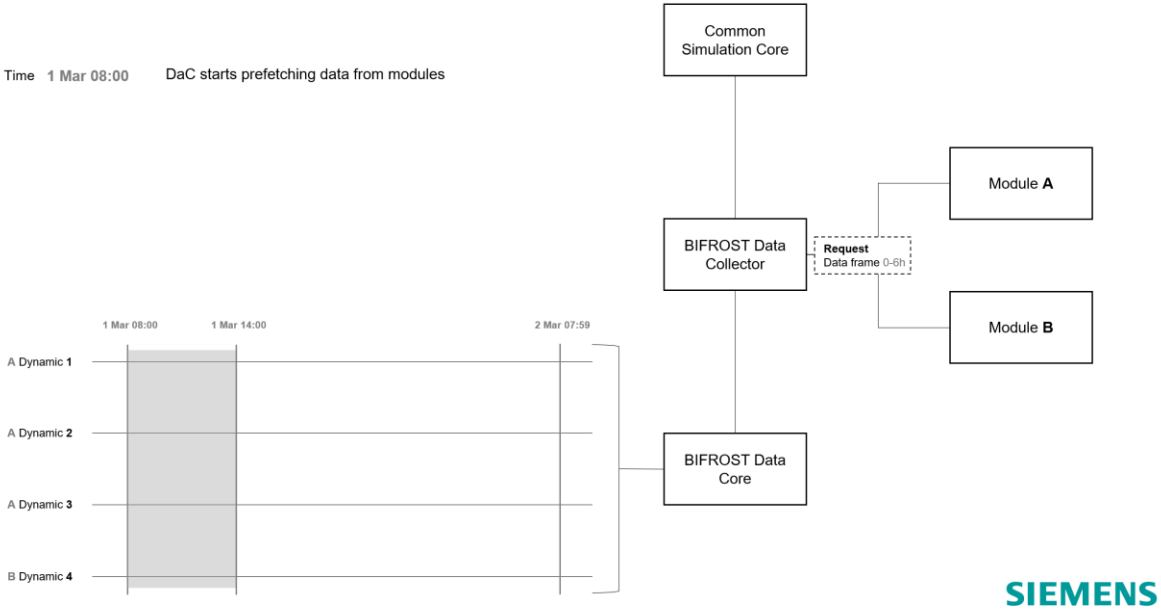 Common
Simulation Core
Time 1 Mar 08:00 DaC starts prefetching data from modules
Module A
BIFROST Data
Collector
Request
Data frame 0-6h
Module B
1 Mar 08:00 1 Mar 14:00 2 Mar 07:59
A Dynamic 1
A Dynamic 2
A Dynamic 3
B Dynamic 4
BIFROST Data
Core
SIEMENS